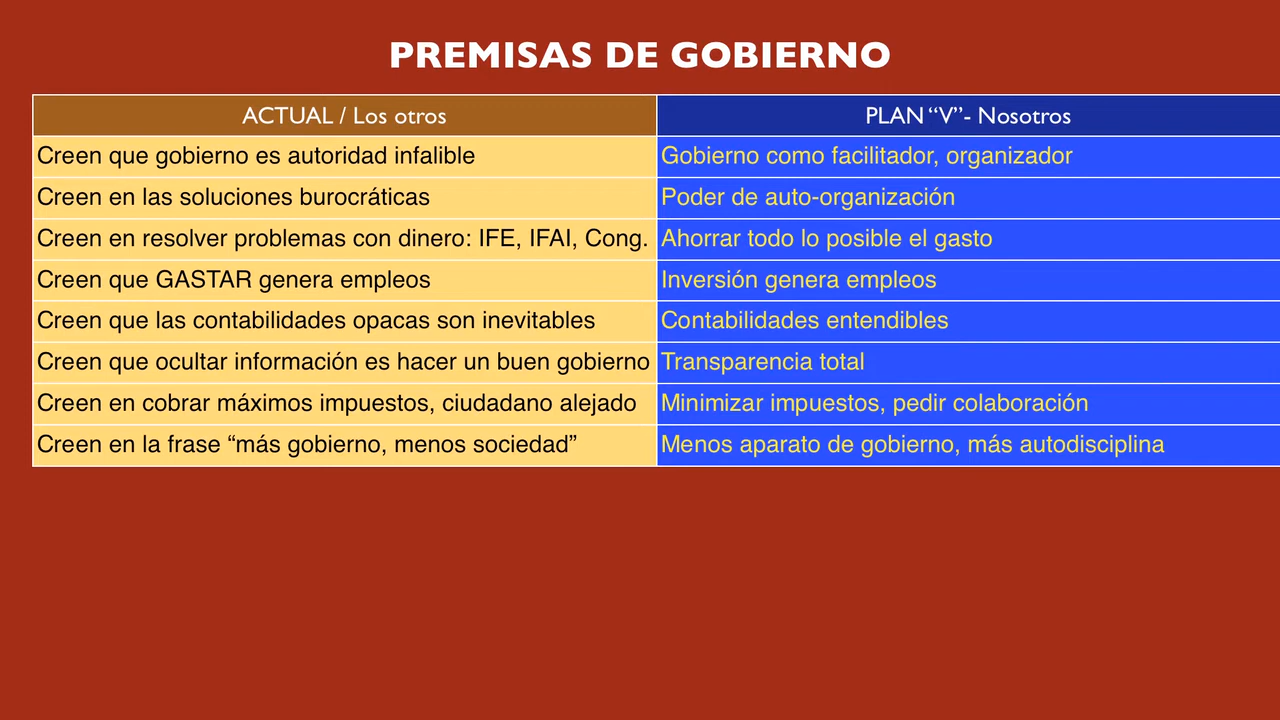 PREMISAS DE GOBIERNO
ACTUAL / Los otros
PLAN “V”- Nosotros
Creen que gobierno es autoridad infalible
Gobierno como facilitador, organizador
Creen en las soluciones burocráticas
Poder de auto-organización
Creen en resolver problemas con dinero: IFE, IFAI, Cong.
Ahorrar todo lo posible el gasto
Creen que GASTAR genera empleos
Inversión genera empleos
Creen que las contabilidades opacas son inevitables
Contabilidades entendibles
Creen que ocultar información es hacer un buen gobierno
Transparencia total
Creen en cobrar máximos impuestos, ciudadano alejado
Minimizar impuestos, pedir colaboración
Creen en la frase “más gobierno, menos sociedad”
Menos aparato de gobierno, más autodisciplina